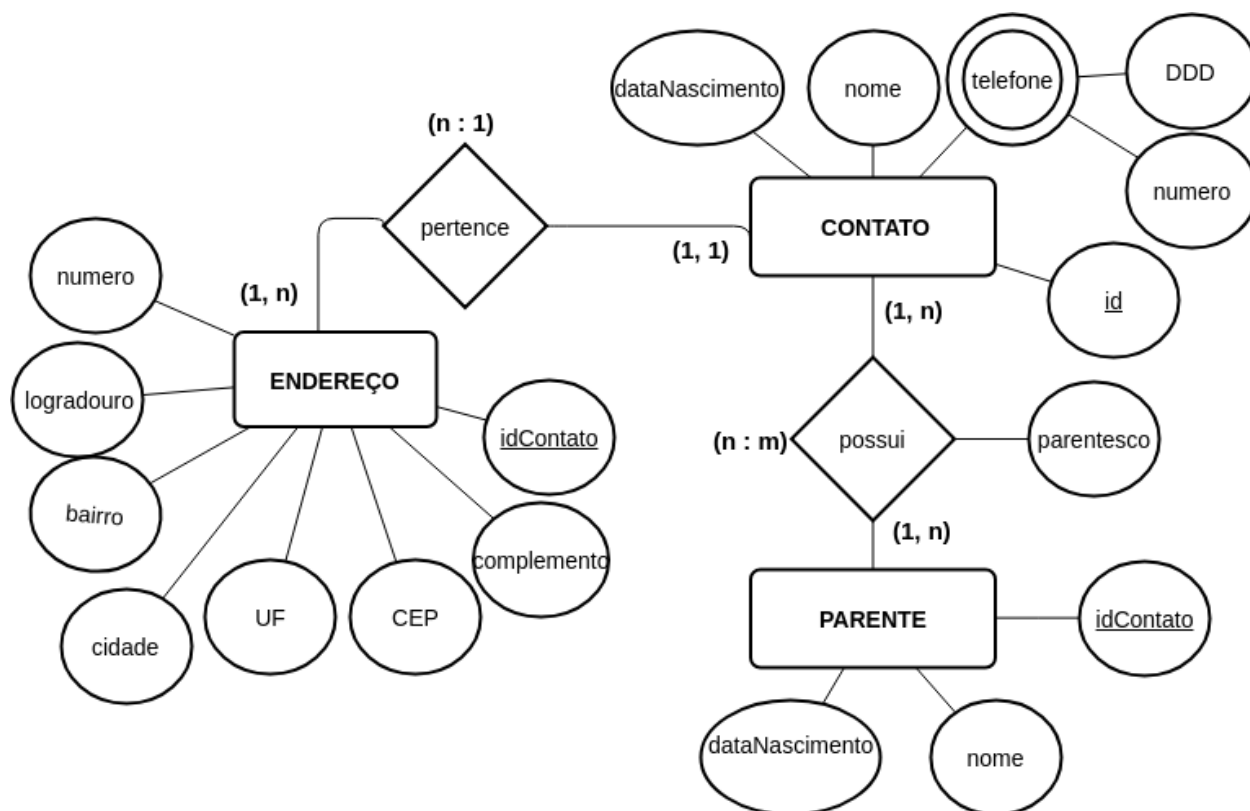 dataNascimento
nome
telefone
DDD
numero
(n : 1)
pertence
CONTATO
(1, 1)
(1, n)
id
numero
(1, n)
ENDEREÇO
logradouro
bairro
cidade
UF
CEP
complemento
idContato
(n : m)
possui
parentesco
(1, n)
PARENTE
idContato
dataNascimento
nome